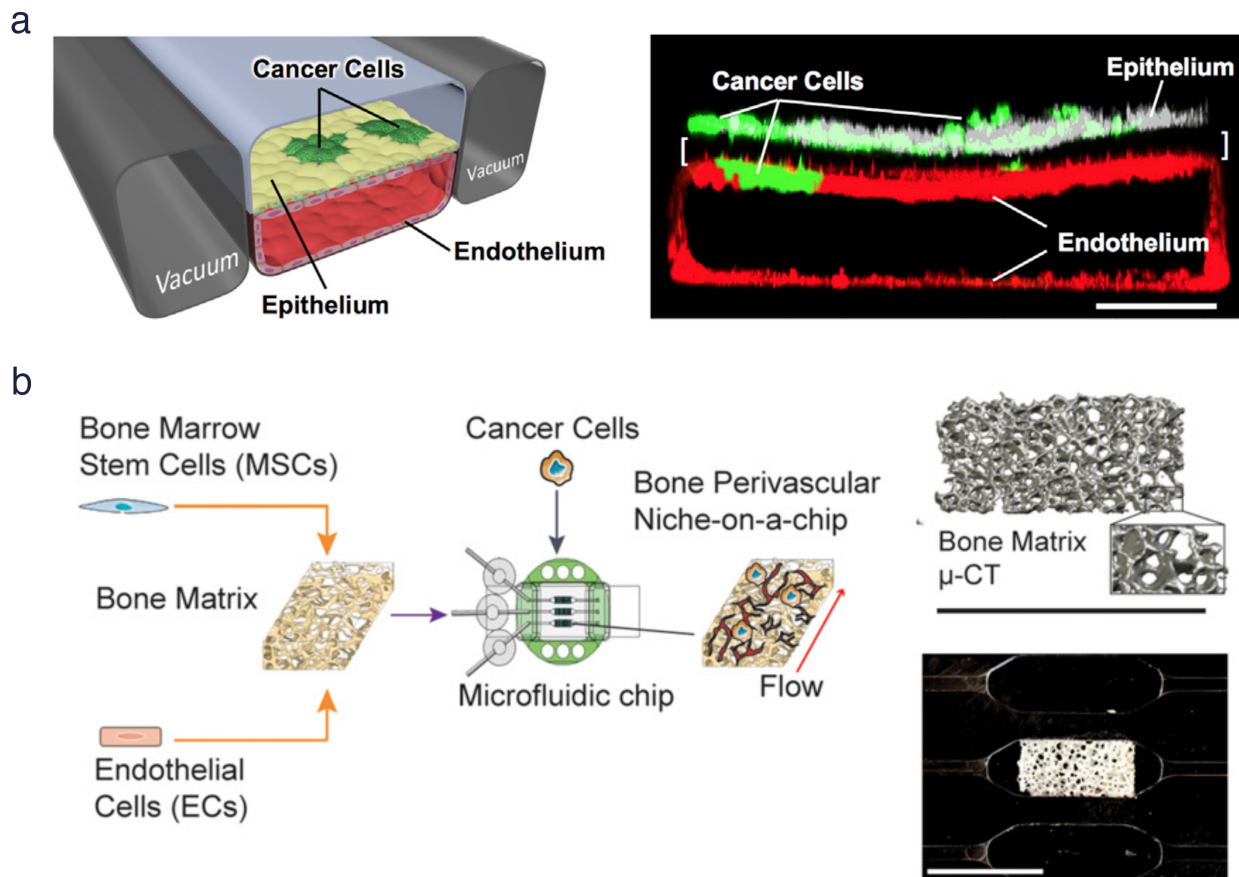 a
Cancer Cells
Vacuum
Vacuum
Endothelium
Epithelium
Cancer Cells
Epithelium
[ ]
Endothelium
b
Bone Marrow
Stem Cells (MSCs)
Bone Matrix
Endothelial
Cells (ECs)
Cancer Cells
Microfluidic chip
Bone Perivascular
Niche-on-a-chip
Flow
Bone Matrix
μ-CT